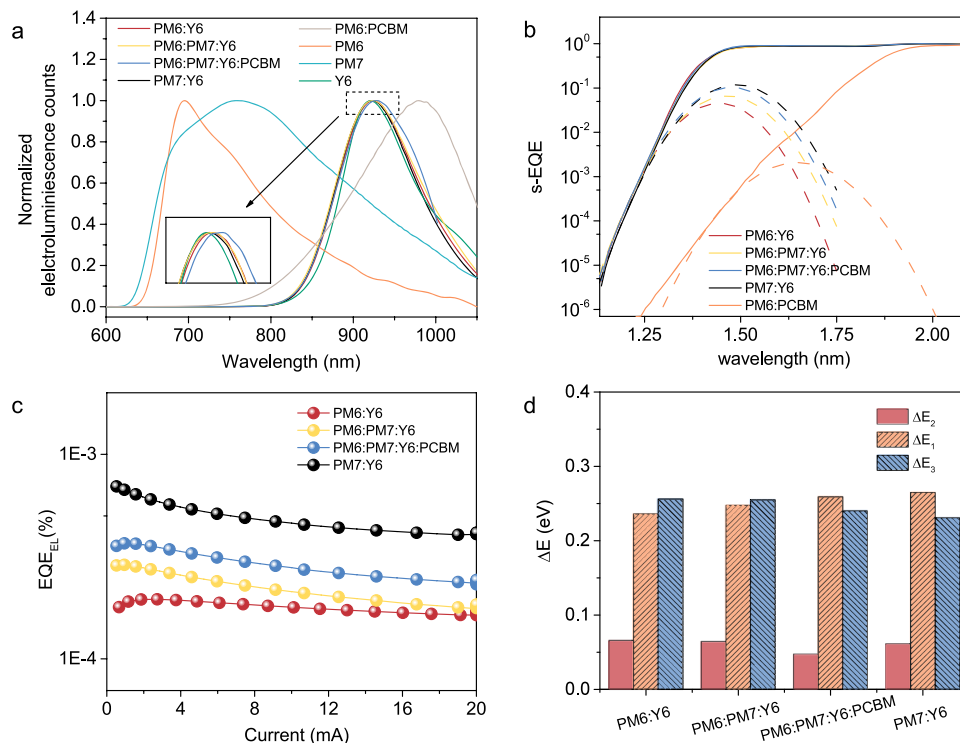 a
1.4
1.2
1.0
0.8
0.6
0.4
0.2
0.0
Normalized
elelctroluminiescence counts
PM6:Y6
PM6:PM7:Y6
PM6:PM7:Y6:PCBM
PM7:Y6
PM6:PCBM
PM6
PM7
Y6
600 700 800 900 1000
Wavelength (nm)
b
10⁰
10⁻¹
10⁻²
10⁻³
10⁻⁴
10⁻⁵
10⁻⁶
s-EQE
PM6:Y6
PM6:PM7:Y6
PM6:PM7:Y6:PCBM
PM7:Y6
PM6:PCBM
1.25 1.50 1.75 2.00
wavelength (nm)
c
1E-3
1E-4
EQE_EL(%)
PM6:Y6
PM6:PM7:Y6
PM6:PM7:Y6:PCBM
PM7:Y6
0 4 8 12 16 20
Current (mA)
d
0.4
0.3
0.2
0.1
0.0
ΔE (eV)
ΔE₂
ΔE₁
ΔE₃
PM6:Y6
PM6:PM7:Y6
PM6:PM7:Y6:PCBM
PM7:Y6